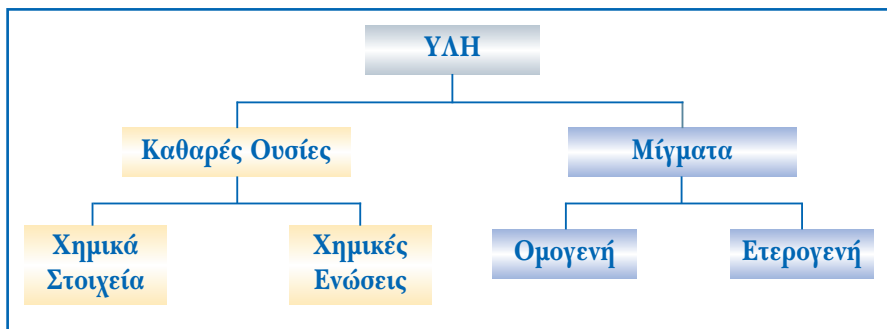 ΥΛΗ
Καθαρές Ουσίες
Μίγματα
Χημικά
Στοιχεία
Χημικές
Ενώσεις
Ομογενή
Ετερογενή